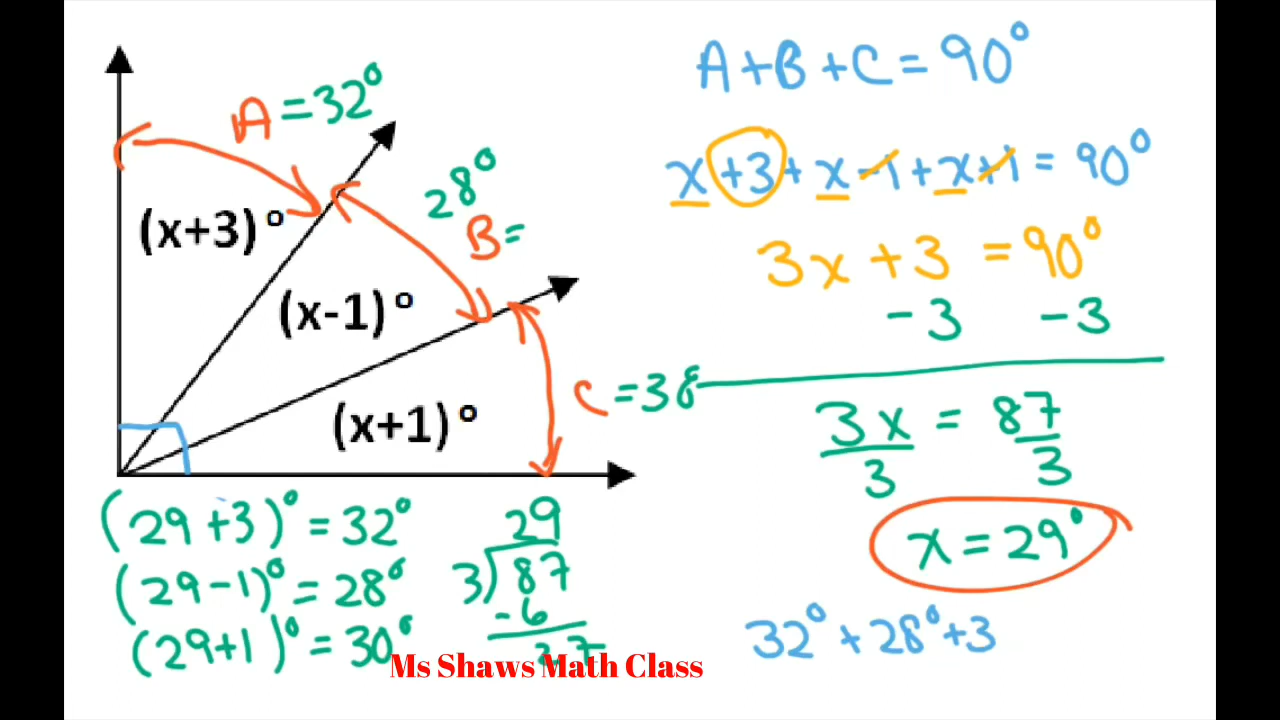 A = 32°
28°
B =
C = 38
(x+3)°
(x-1)°
(x+1)°
A + B + C = 90°
x + 3 + x - 1 + x + 1 = 90°
3x + 3 = 90°
- 3 - 3
3x = 87
3 3
x = 29°
(29 + 3)° = 32°
(29 - 1)° = 28°
(29 + 1)° = 30°
29
3 87
- 6
27
32° + 28° + 3
Ms Shaws Math Class